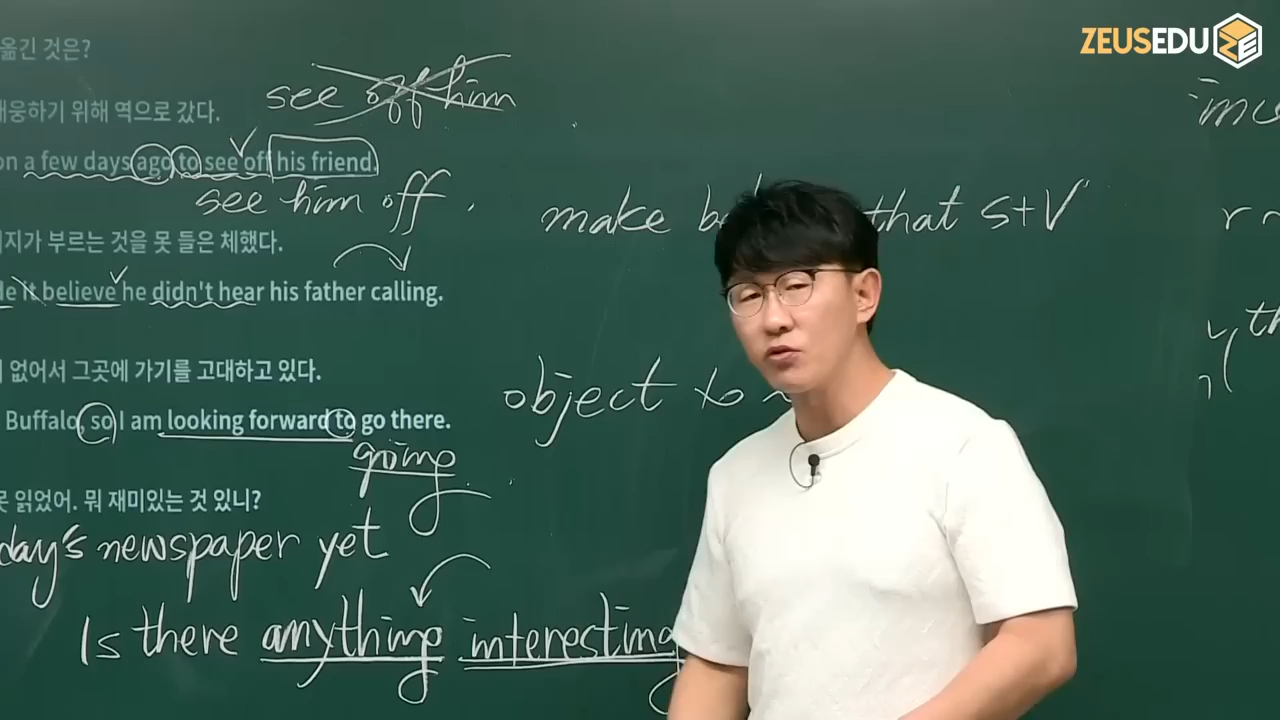 ZEUSEDU
옮긴 것은?
see off him
배웅하기 위해 역으로 갔다.
on a few days ago to see off his friend.
see him off.
make that S+V
부르는 것을 못 들은 체했다.
it believe he didn't hear his father calling.
없어서 그곳에 가기를 고대하고 있다.
object to
Buffalo, so I am looking forward to go there.
going
읽었어. 뭐 재미있는 것 있니?
day's newspaper yet
Is there anything interesting